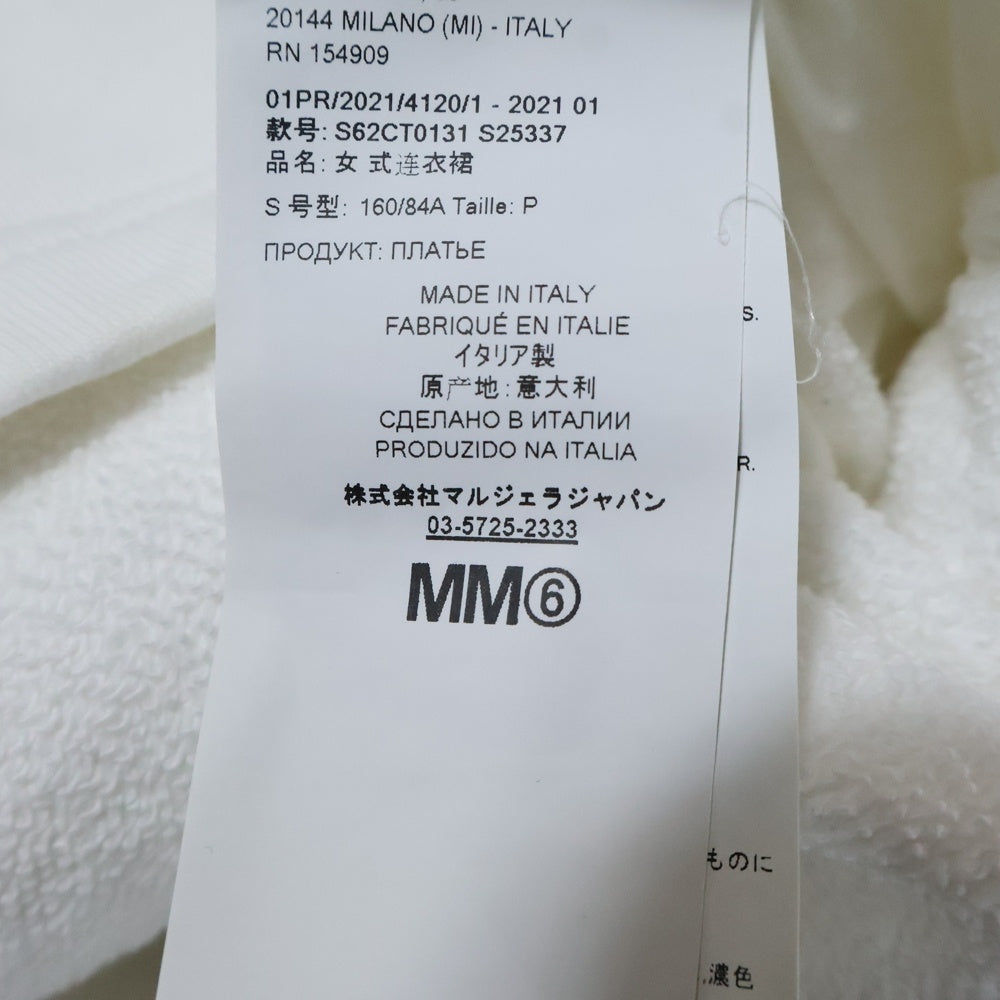 20144 MILANO (MI) - ITALY
RN 154909
01PR/2021/4120/1 - 2021 01
款号: S62CT0131 S25337
品名: 女 式连衣裙
S 号型: 160/84A Taille: P
ПРОДУКТ: ПЛАТЬЕ
MADE IN ITALY
FABRIQUÉ EN ITALIE
イタリア製
原产地: 意大利
СДЕЛАНО В ИТАЛИИ
PRODUZIDO NA ITALIA
株式会社マルジェラジャパン
03-5725-2333
MM⑥
S.
R.
ものに
濃色